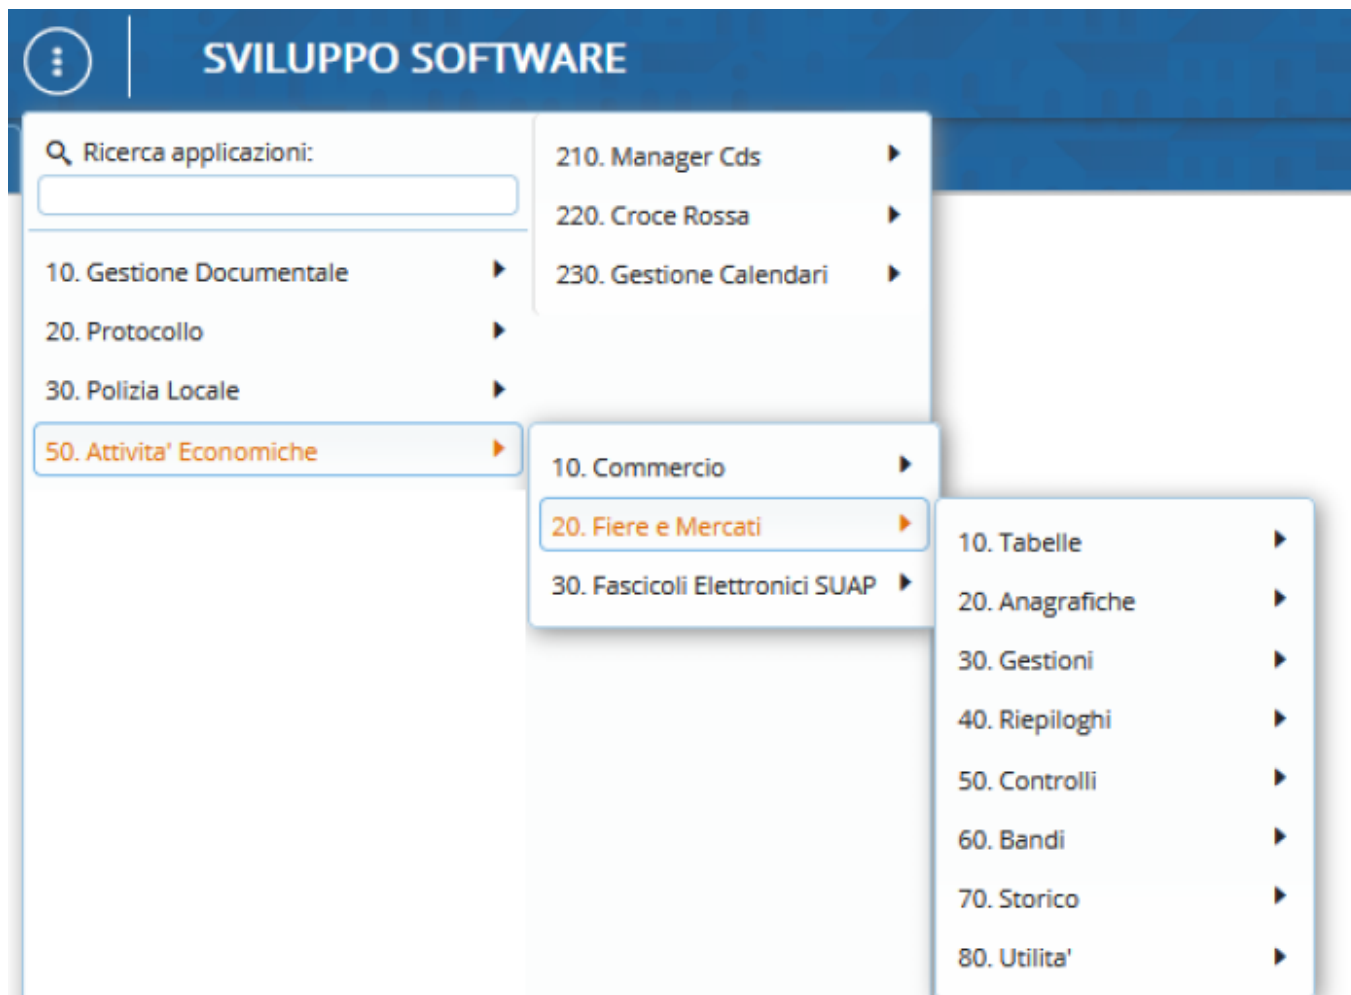 SVILUPPO SOFTWARE
Ricerca applicazioni:
10. Gestione Documentale
20. Protocollo
30. Polizia Locale
50. Attivita' Economiche
210. Manager Cds
220. Croce Rossa
230. Gestione Calendari
10. Commercio
20. Fiere e Mercati
30. Fascicoli Elettronici SUAP
10. Tabelle
20. Anagrafiche
30. Gestioni
40. Riepiloghi
50. Controlli
60. Bandi
70. Storico
80. Utilita'